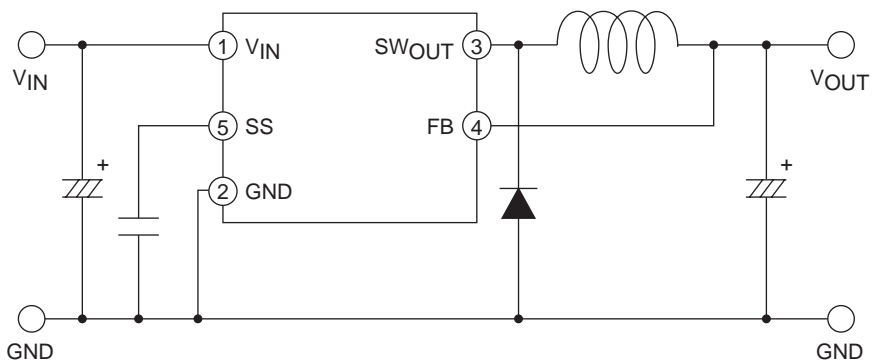 1 VIN SWOUT 3
VIN VOUT
5 SS FB 4
+ +
2 GND
GND GND